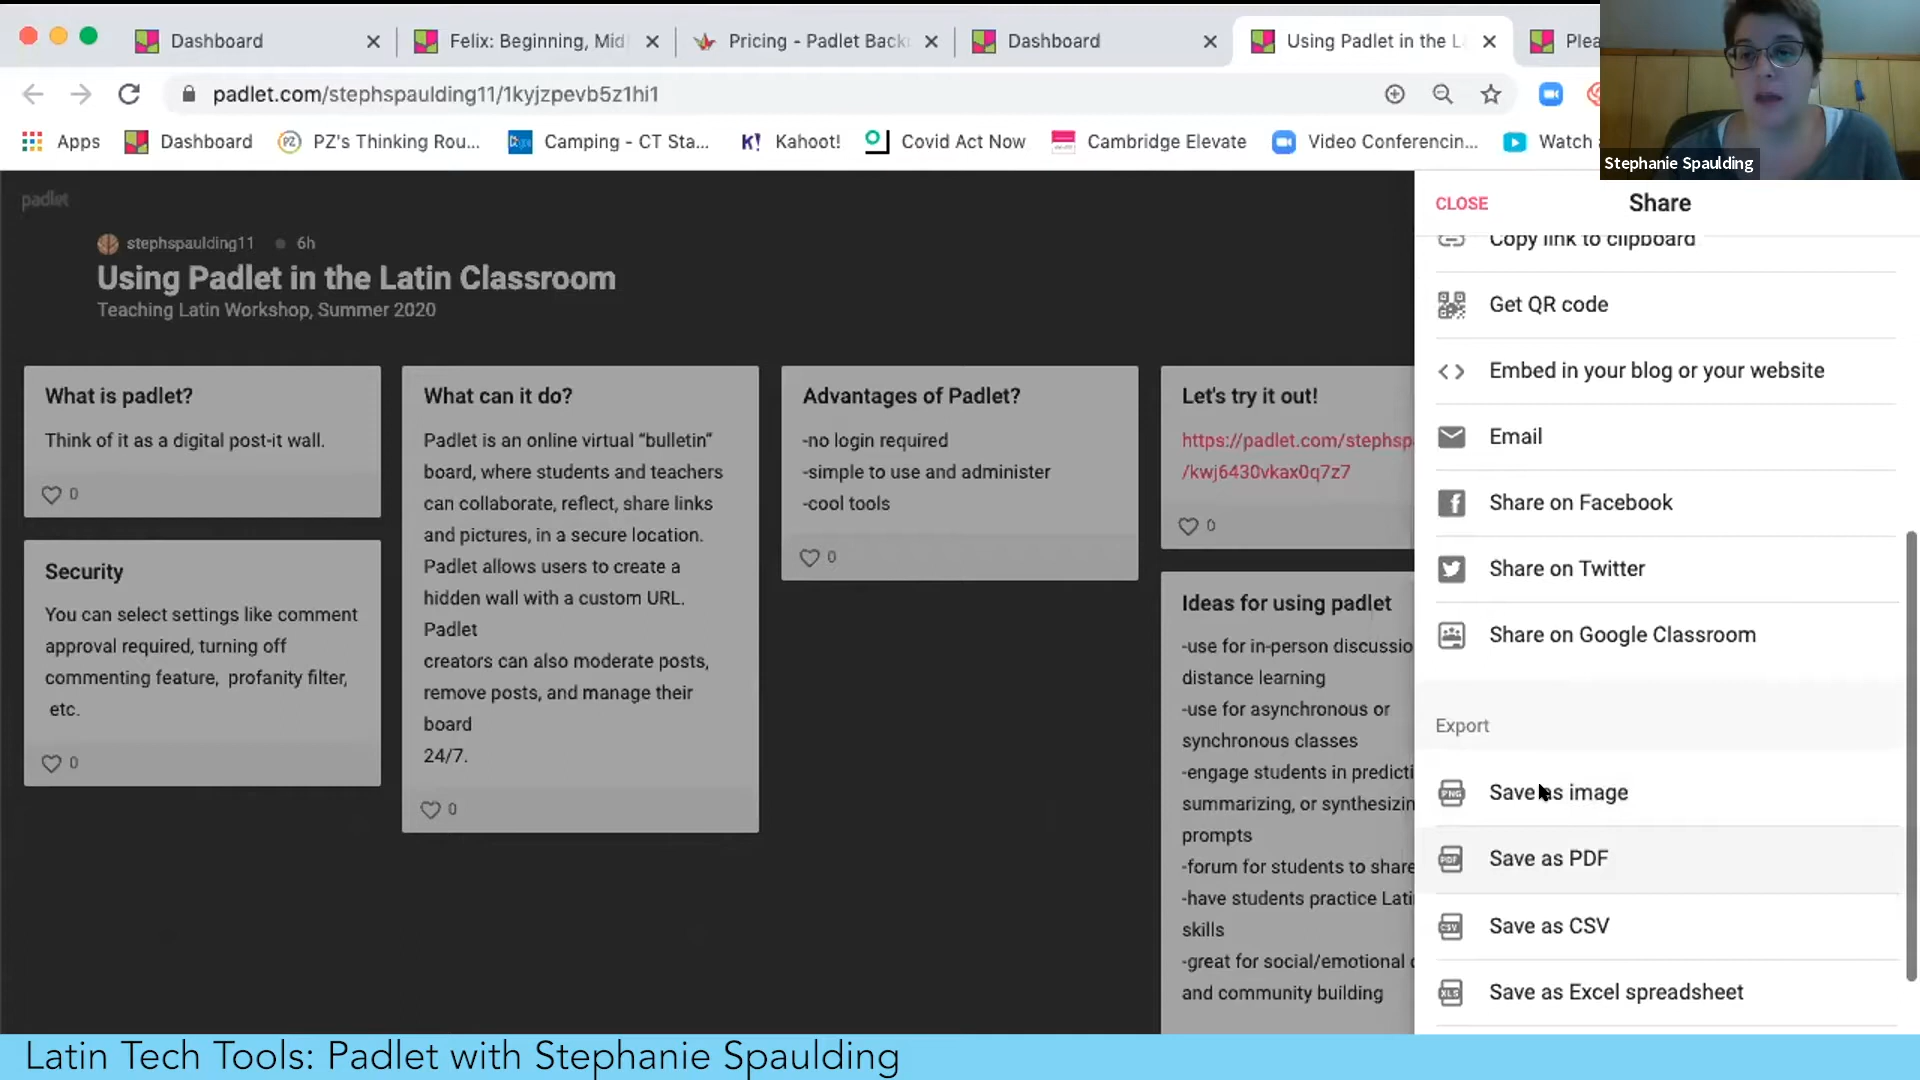 Dashboard
Felix: Beginning, Mid
Pricing - Padlet Back
Dashboard
Using Padlet in the L
Plea
padlet.com/stephspaulding11/1kyjzpevb5z1hi1
Apps
Dashboard
PZ's Thinking Rou...
Camping - CT Sta...
K! Kahoot!
Covid Act Now
Cambridge Elevate
Video Conferencin...
Watch
Stephanie Spaulding
padlet
stephspaulding11 6h
Using Padlet in the Latin Classroom
Teaching Latin Workshop, Summer 2020
What is padlet?
Think of it as a digital post-it wall.
0
Security
You can select settings like comment
approval required, turning off
commenting feature, profanity filter,
etc.
0
What can it do?
Padlet is an online virtual "bulletin"
board, where students and teachers
can collaborate, reflect, share links
and pictures, in a secure location.
Padlet allows users to create a
hidden wall with a custom URL.
Padlet
creators can also moderate posts,
remove posts, and manage their
board
24/7.
0
Advantages of Padlet?
-no login required
-simple to use and administer
-cool tools
0
Let's try it out!
https://padlet.com/stephsp
/kwj6430vkax0q7z7
0
Ideas for using padlet
-use for in-person discussio
distance learning
-use for asynchronous or
synchronous classes
-engage students in predicti
summarizing, or synthesizin
prompts
-forum for students to share
-have students practice Lati
skills
-great for social/emotional
and community building
CLOSE
Share
Copy link to clipboard
Get QR code
Embed in your blog or your website
Email
Share on Facebook
Share on Twitter
Share on Google Classroom
Export
PNG Save as image
PDF Save as PDF
CSV Save as CSV
XLS Save as Excel spreadsheet
Latin Tech Tools: Padlet with Stephanie Spaulding